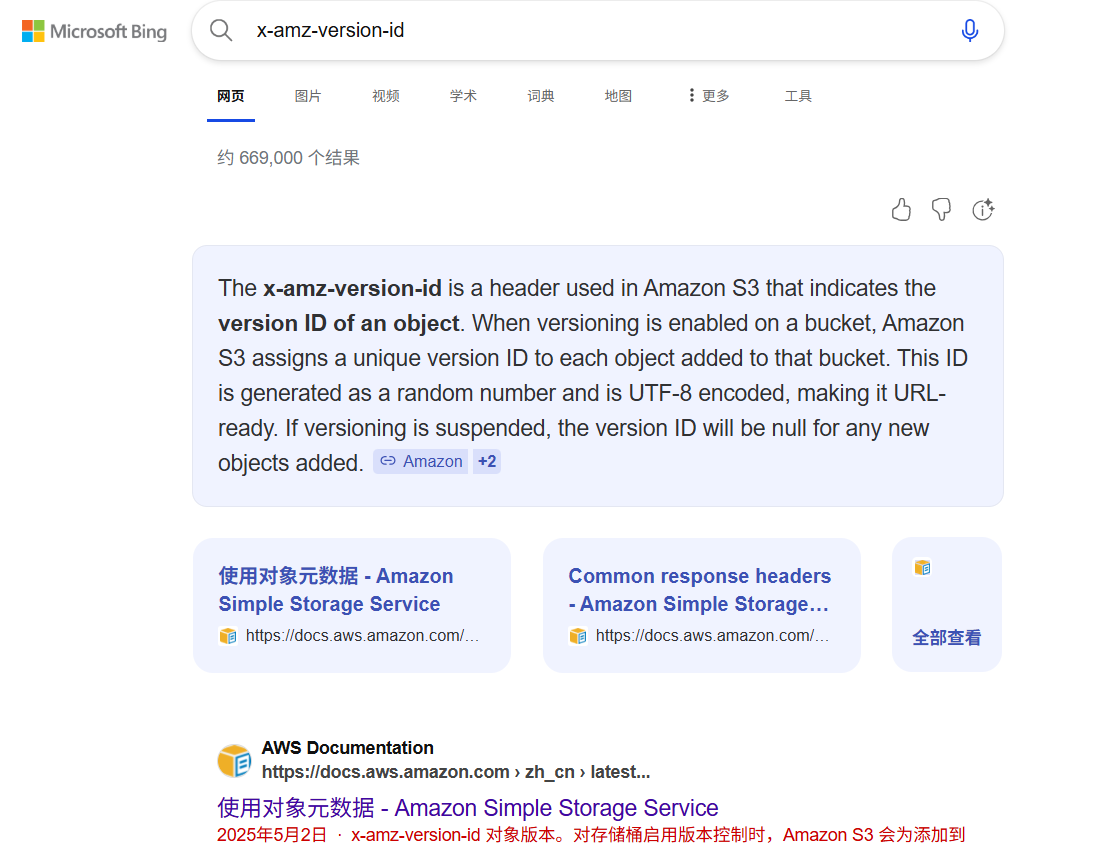 Microsoft Bing
x-amz-version-id
网页 图片 视频 学术 词典 地图 更多 工具
约 669,000 个结果
The x-amz-version-id is a header used in Amazon S3 that indicates the
version ID of an object. When versioning is enabled on a bucket, Amazon
S3 assigns a unique version ID to each object added to that bucket. This ID
is generated as a random number and is UTF-8 encoded, making it URL-
ready. If versioning is suspended, the version ID will be null for any new
objects added. Amazon +2
使用对象元数据 - Amazon
Simple Storage Service
https://docs.aws.amazon.com/…
Common response headers
- Amazon Simple Storage…
https://docs.aws.amazon.com/…
全部查看
AWS Documentation
https://docs.aws.amazon.com › zh_cn › latest...
使用对象元数据 - Amazon Simple Storage Service
2025年5月2日 · x-amz-version-id 对象版本。对存储桶启用版本控制时，Amazon S3 会为添加到